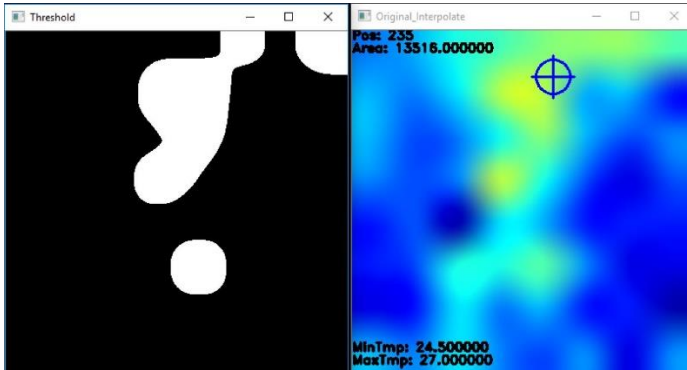 Threshold
Original_Interpolate
Pos: 235
Area: 13516.000000
MinTmp: 24.500000
MaxTmp: 27.000000